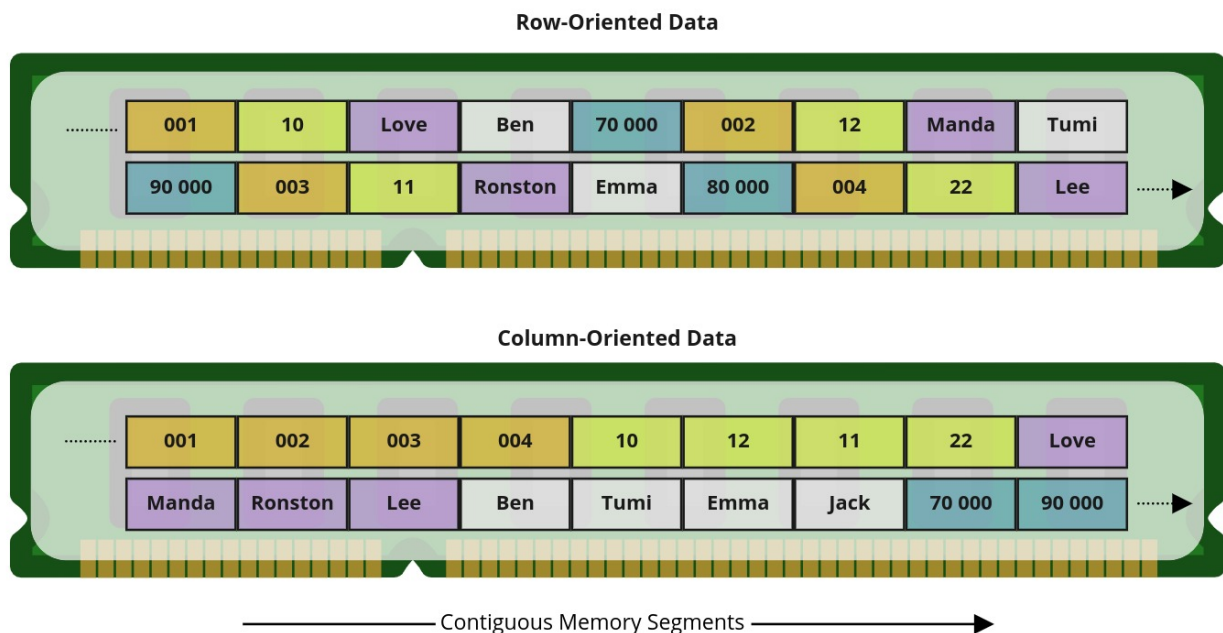 Row-Oriented Data
001 10 Love Ben 70 000 002 12 Manda Tumi
90 000 003 11 Ronston Emma 80 000 004 22 Lee
Column-Oriented Data
001 002 003 004 10 12 11 22 Love
Manda Ronston Lee Ben Tumi Emma Jack 70 000 90 000
Contiguous Memory Segments